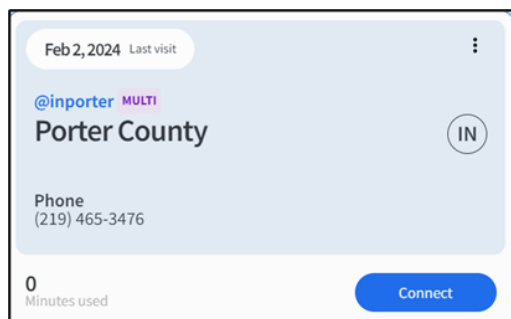 Feb 2, 2024 Last visit
@inporter MULTI
Porter County
IN
Phone
(219) 465-3476
0
Minutes used
Connect